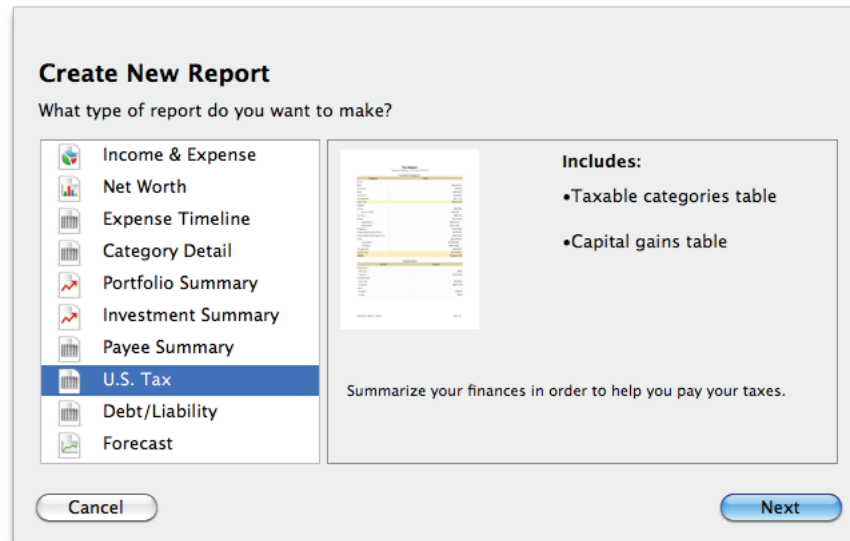 Create New Report
What type of report do you want to make?
Income & Expense
Net Worth
Expense Timeline
Category Detail
Portfolio Summary
Investment Summary
Payee Summary
U.S. Tax
Debt/Liability
Forecast
Includes:
•Taxable categories table
•Capital gains table
Summarize your finances in order to help you pay your taxes.
Cancel
Next